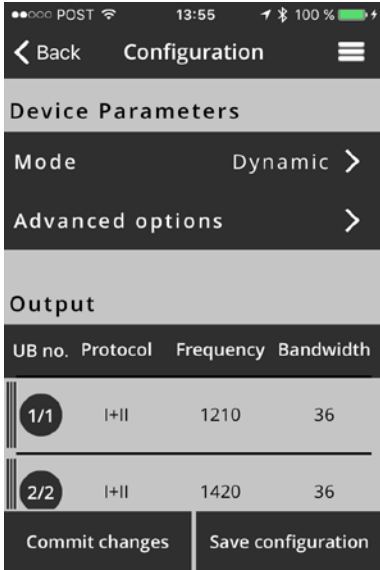 POST 13:55 100 %
Back Configuration
Device Parameters
Mode Dynamic
Advanced options
Output
UB no. Protocol Frequency Bandwidth
1/1 I+II 1210 36
2/2 I+II 1420 36
Commit changes Save configuration